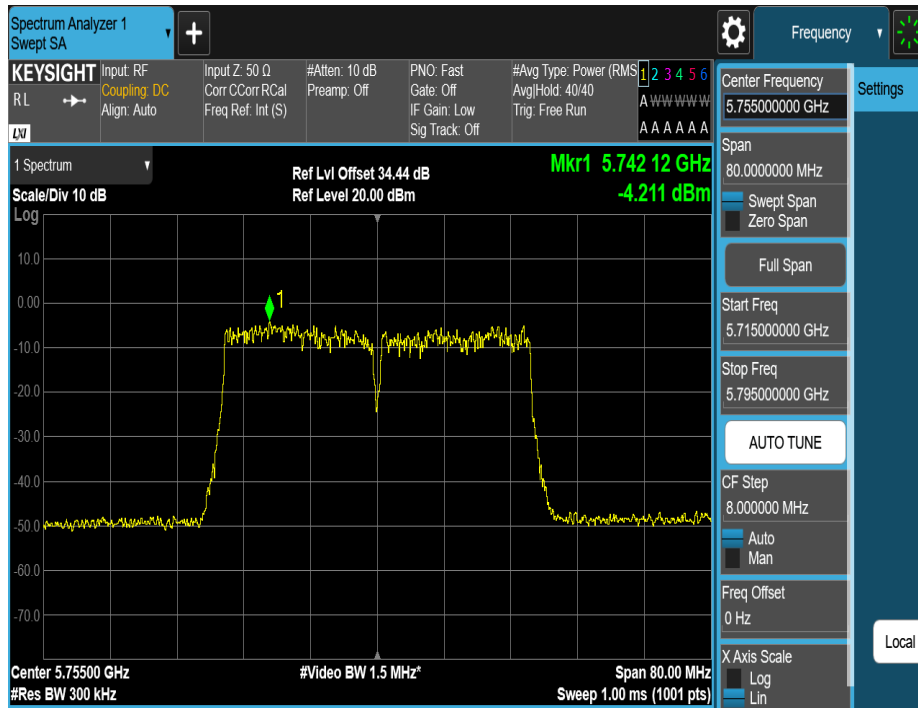 Spectrum Analyzer 1
Swept SA
+
Frequency
KEYSIGHT
R L
LXI
Input: RF
Coupling: DC
Align: Auto
Input Z: 50 Ω
Corr CCorr RCal
Freq Ref: Int (S)
#Atten: 10 dB
Preamp: Off
PNO: Fast
Gate: Off
IF Gain: Low
Sig Track: Off
#Avg Type: Power (RMS
Avg|Hold: 40/40
Trig: Free Run
1 2 3 4 5 6
A W W W W W
A A A A A A
1 Spectrum
Scale/Div 10 dB
Log
Ref Lvl Offset 34.44 dB
Ref Level 20.00 dBm
Mkr1 5.742 12 GHz
-4.211 dBm
10.0
0.00
-10.0
-20.0
-30.0
-40.0
-50.0
-60.0
-70.0
1
Center 5.75500 GHz
#Res BW 300 kHz
#Video BW 1.5 MHz*
Span 80.00 MHz
Sweep 1.00 ms (1001 pts)
Center Frequency
5.755000000 GHz
Span
80.0000000 MHz
Swept Span
Zero Span
Full Span
Start Freq
5.715000000 GHz
Stop Freq
5.795000000 GHz
AUTO TUNE
CF Step
8.000000 MHz
Auto
Man
Freq Offset
0 Hz
X Axis Scale
Log
Lin
Settings
Local